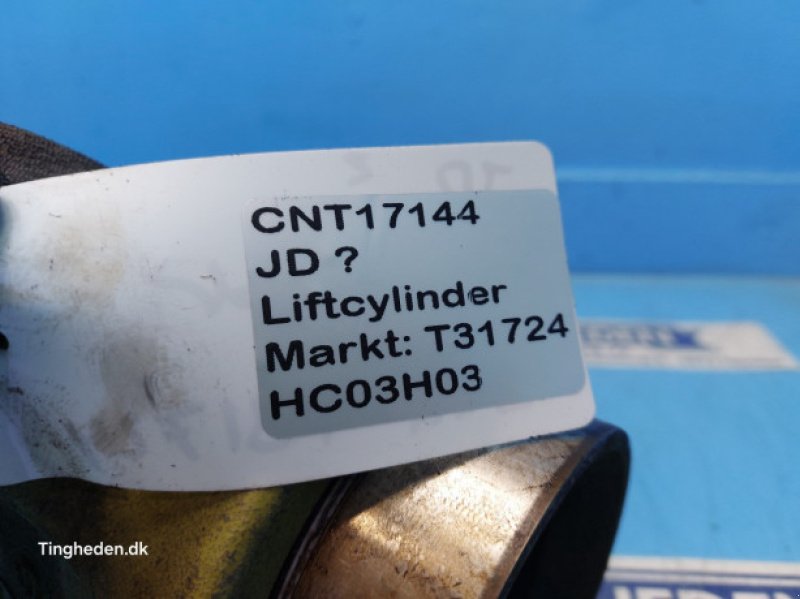 CNT17144
JD ?
Liftcylinder
Markt: T31724
HC03H03
Tingheden.dk